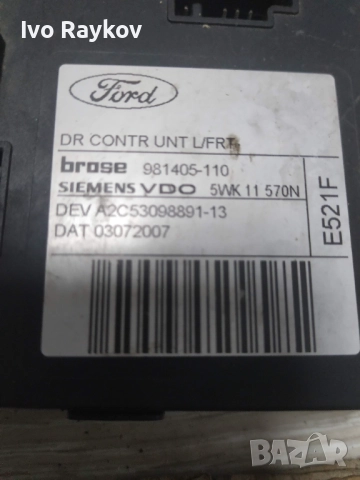 Ivo Raykov
Ford
DR CONTR UNT L/FRT
brose 981405-110
SIEMENS VDO 5WK 11 570N
DEV A2C53098891-13
DAT 03072007
E521F
BAZAR